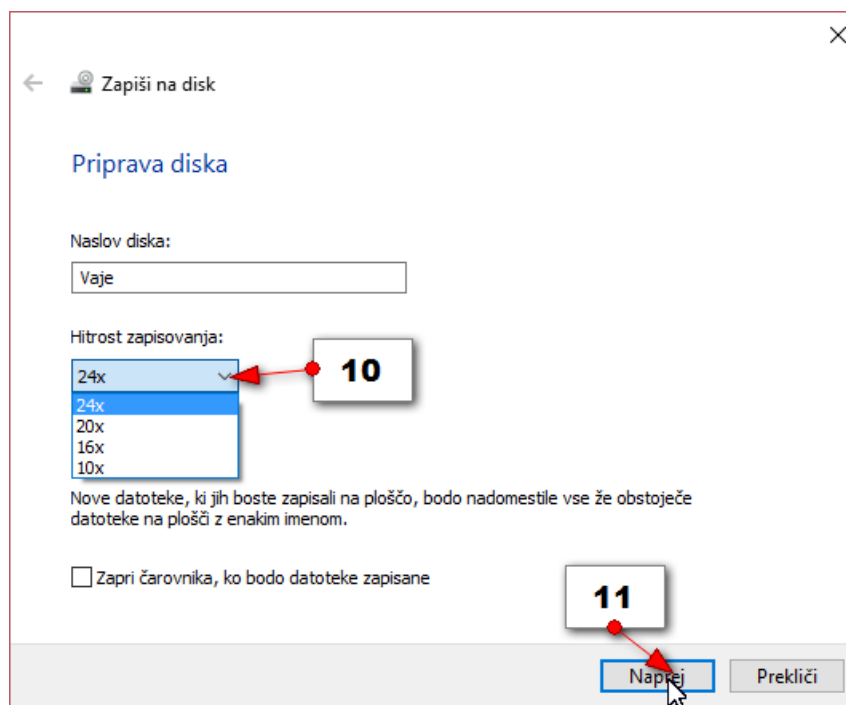 Zapiši na disk
Priprava diska
Naslov diska:
Vaje
Hitrost zapisovanja:
24x
10
24x
20x
16x
10x
Nove datoteke, ki jih boste zapisali na ploščo, bodo nadomestile vse že obstoječe
datoteke na plošči z enakim imenom.
Zapri čarovnika, ko bodo datoteke zapisane
11
Naprej
Prekliči